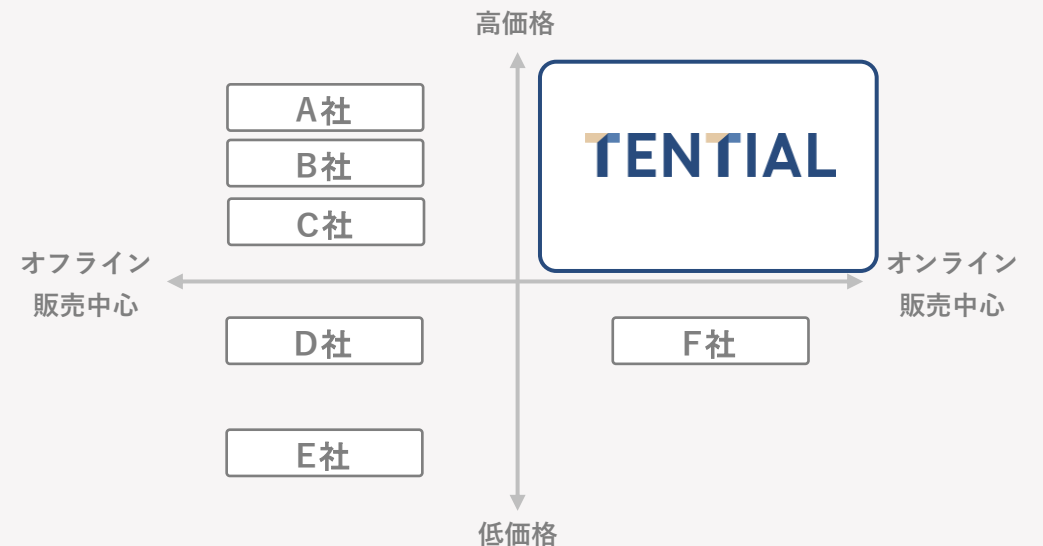 高価格
A社
TENTIAL
B社
C社
オフライン
販売中心
オンライン
販売中心
D社
F社
E社
低価格